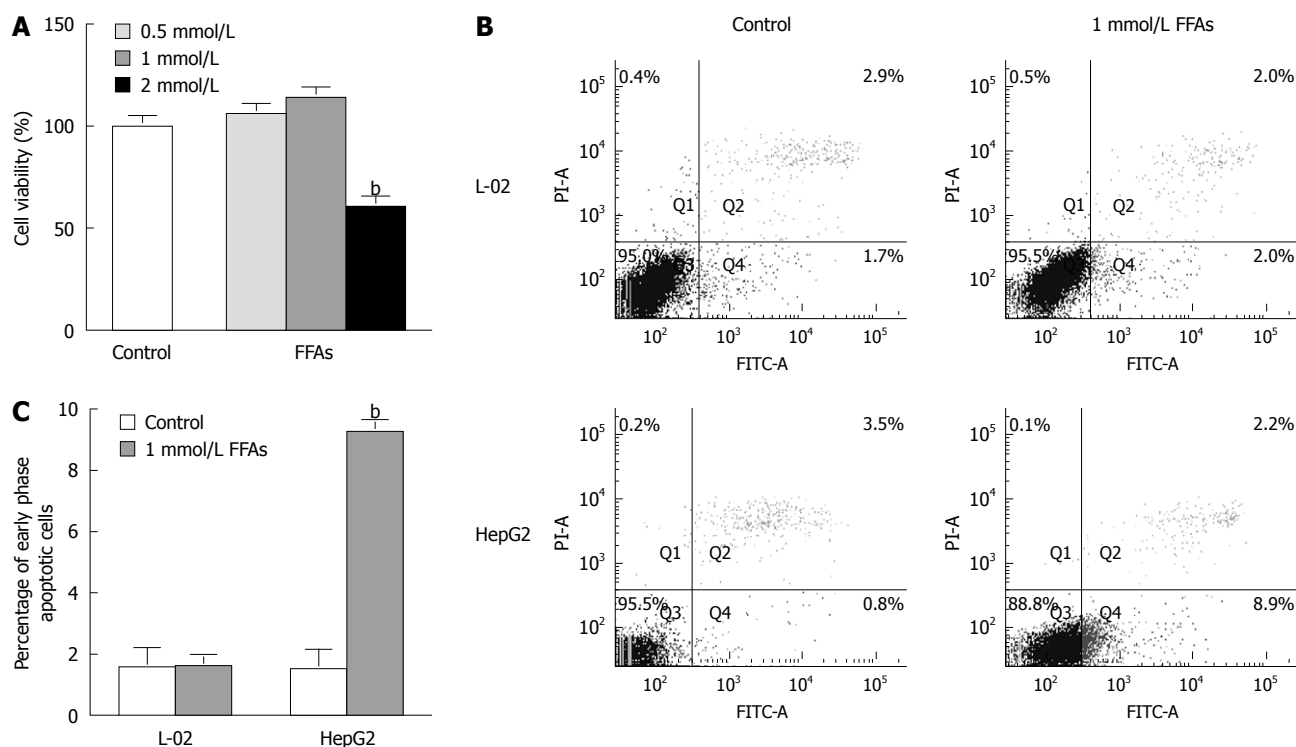 A
Cell viability (%)
150
100
50
0
0.5 mmol/L
1 mmol/L
2 mmol/L
b
Control
FFAs
B
Control
1 mmol/L FFAs
L-02
PI-A
10⁵
10⁴
10³
10²
0.4%
2.9%
Q1
Q2
95.0%
Q3
Q4
1.7%
10²
10³
10⁴
10⁵
FITC-A
PI-A
10⁵
10⁴
10³
10²
0.5%
2.0%
Q1
Q2
95.5%
Q3
Q4
2.0%
10²
10³
10⁴
10⁵
FITC-A
HepG2
PI-A
10⁵
10⁴
10³
10²
0.2%
3.5%
Q1
Q2
95.5%
Q3
Q4
0.8%
10²
10³
10⁴
10⁵
FITC-A
PI-A
10⁵
10⁴
10³
10²
0.1%
2.2%
Q1
Q2
88.8%
Q3
Q4
8.9%
10²
10³
10⁴
10⁵
FITC-A
C
Percentage of early phase
apoptotic cells
10
8
6
4
2
0
Control
1 mmol/L FFAs
b
L-02
HepG2